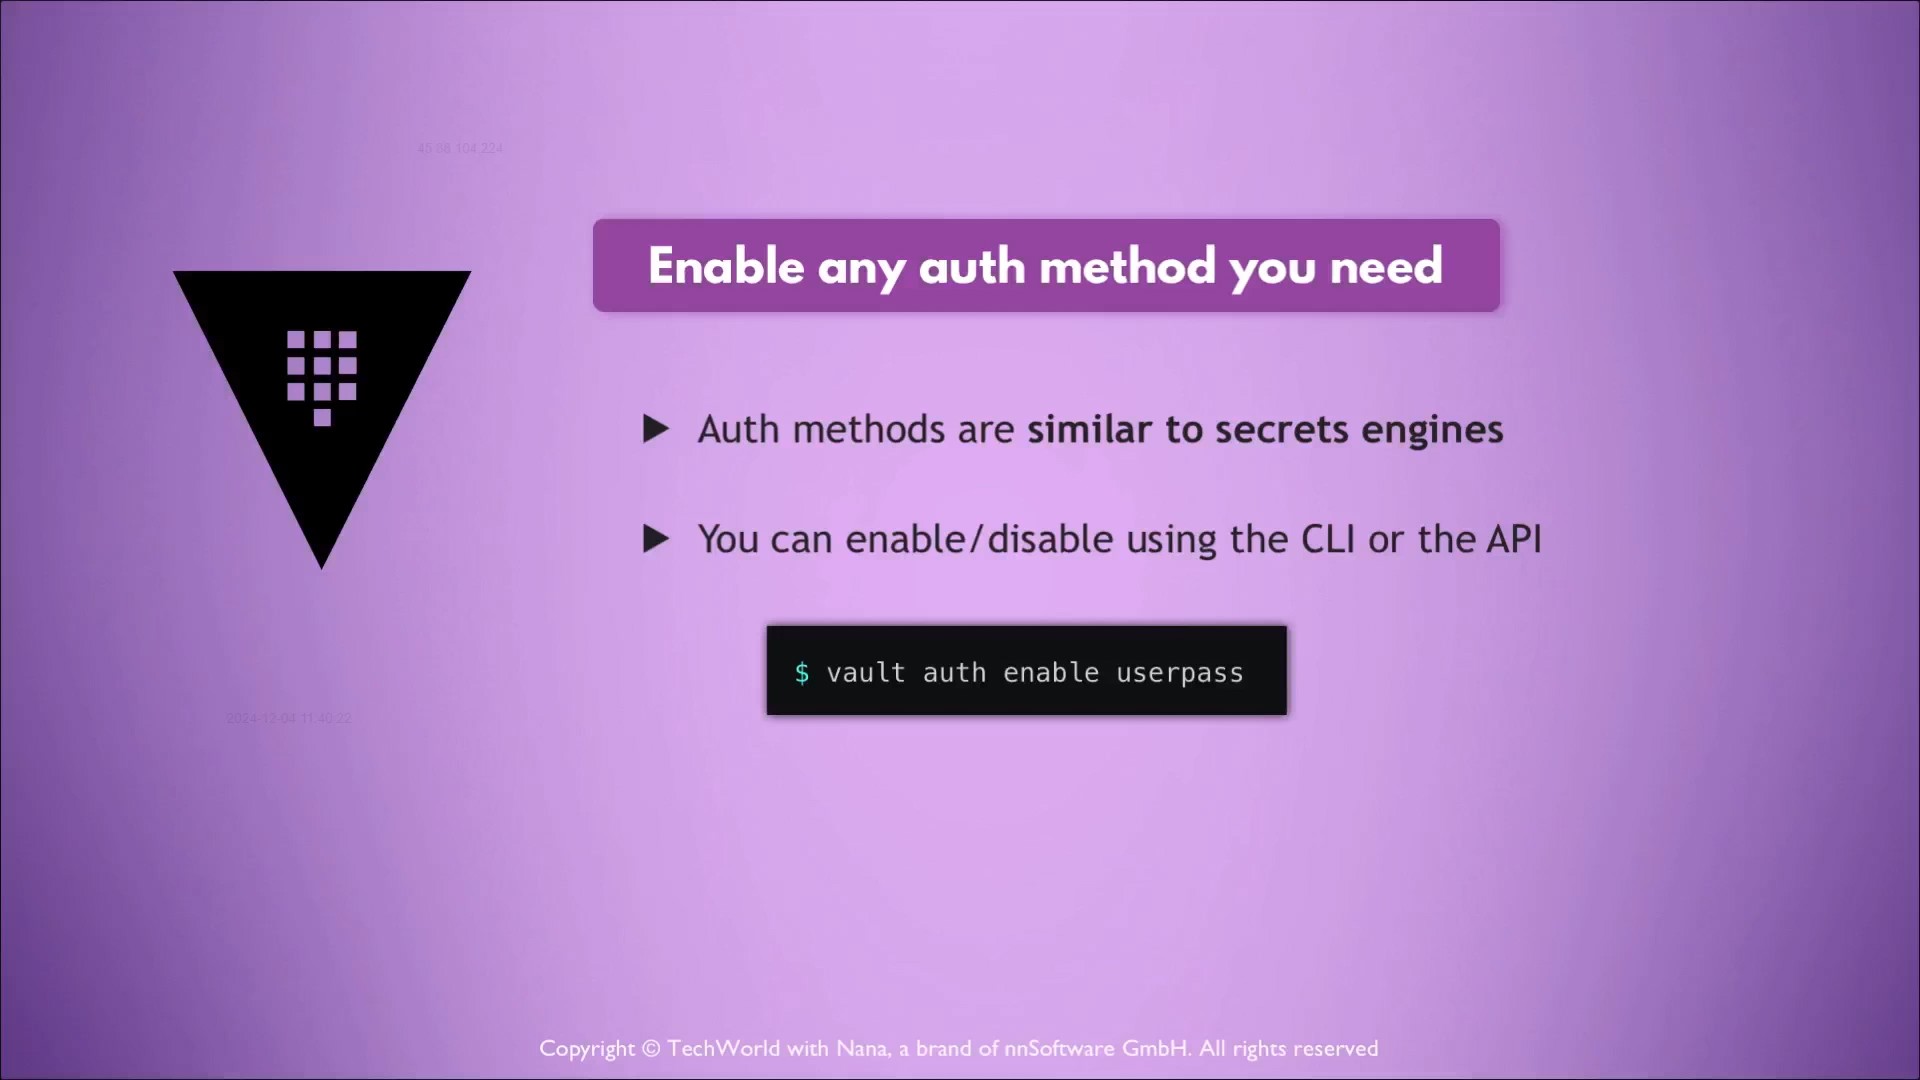 45.88.104.224
Enable any auth method you need
▶ Auth methods are similar to secrets engines
▶ You can enable/disable using the CLI or the API
$ vault auth enable userpass
2024-12-04 11:40:22
Copyright © TechWorld with Nana, a brand of nnSoftware GmbH. All rights reserved